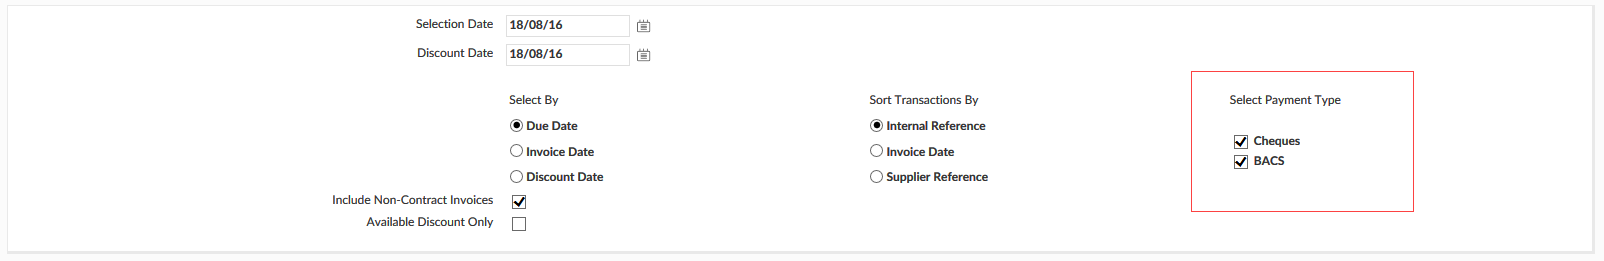 Selection Date 18/08/16
Discount Date 18/08/16
Select By
Due Date
Invoice Date
Discount Date
Sort Transactions By
Internal Reference
Invoice Date
Supplier Reference
Select Payment Type
Cheques
BACS
Include Non-Contract Invoices
Available Discount Only